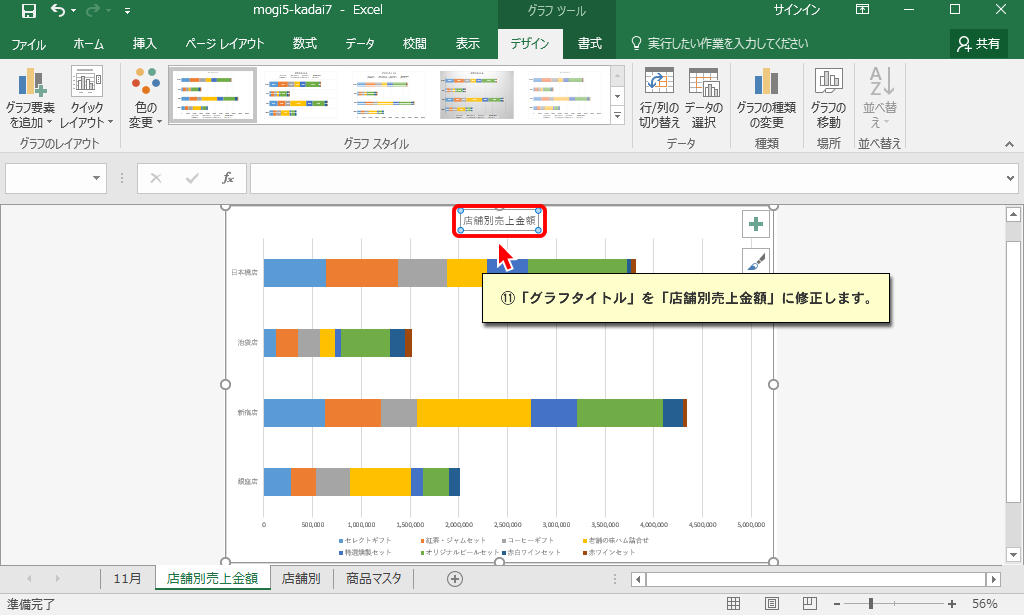 mogi5-kadai7 - Excel
グラフ ツール
サインイン
ファイル
ホーム
挿入
ページ レイアウト
数式
データ
校閲
表示
デザイン
書式
実行したい作業を入力してください
共有
グラフ要素
を追加
クイック
レイアウト
色の
変更
行/列の
切り替え
データの
選択
グラフの種類
の変更
グラフの
移動
並べ替
え
グラフのレイアウト
グラフ スタイル
データ
種類
場所
並べ替え
fx
店舗別売上金額
日本橋店
⑪「グラフタイトル」を「店舗別売上金額」に修正します。
池袋店
新宿店
銀座店
0 500,000 1,000,000 1,500,000 2,000,000 2,500,000 3,000,000 3,500,000 4,000,000 4,500,000 5,000,000
セレクトギフト 紅茶・ジャムセット コーヒーギフト 老舗の味ハム詰合せ
特選燻製セット オリジナルビールセット 赤白ワインセット 赤ワインセット
11月
店舗別売上金額
店舗別
商品マスタ
準備完了
56%